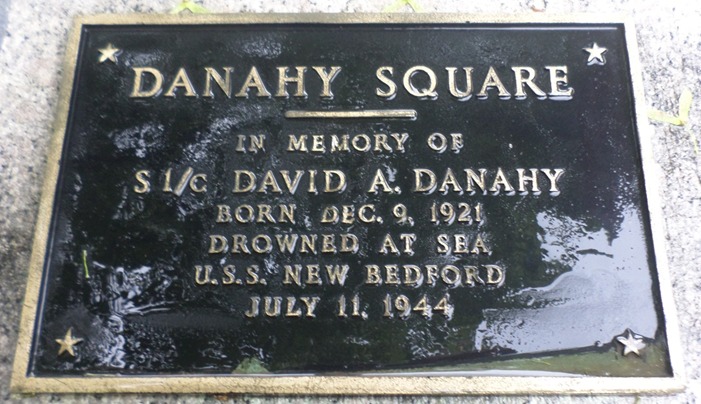 DANAHY SQUARE
IN MEMORY OF
S 1/c DAVID A. DANAHY
BORN DEC. 9, 1921
DROWNED AT SEA
U.S.S. NEW BEDFORD
JULY 11, 1944